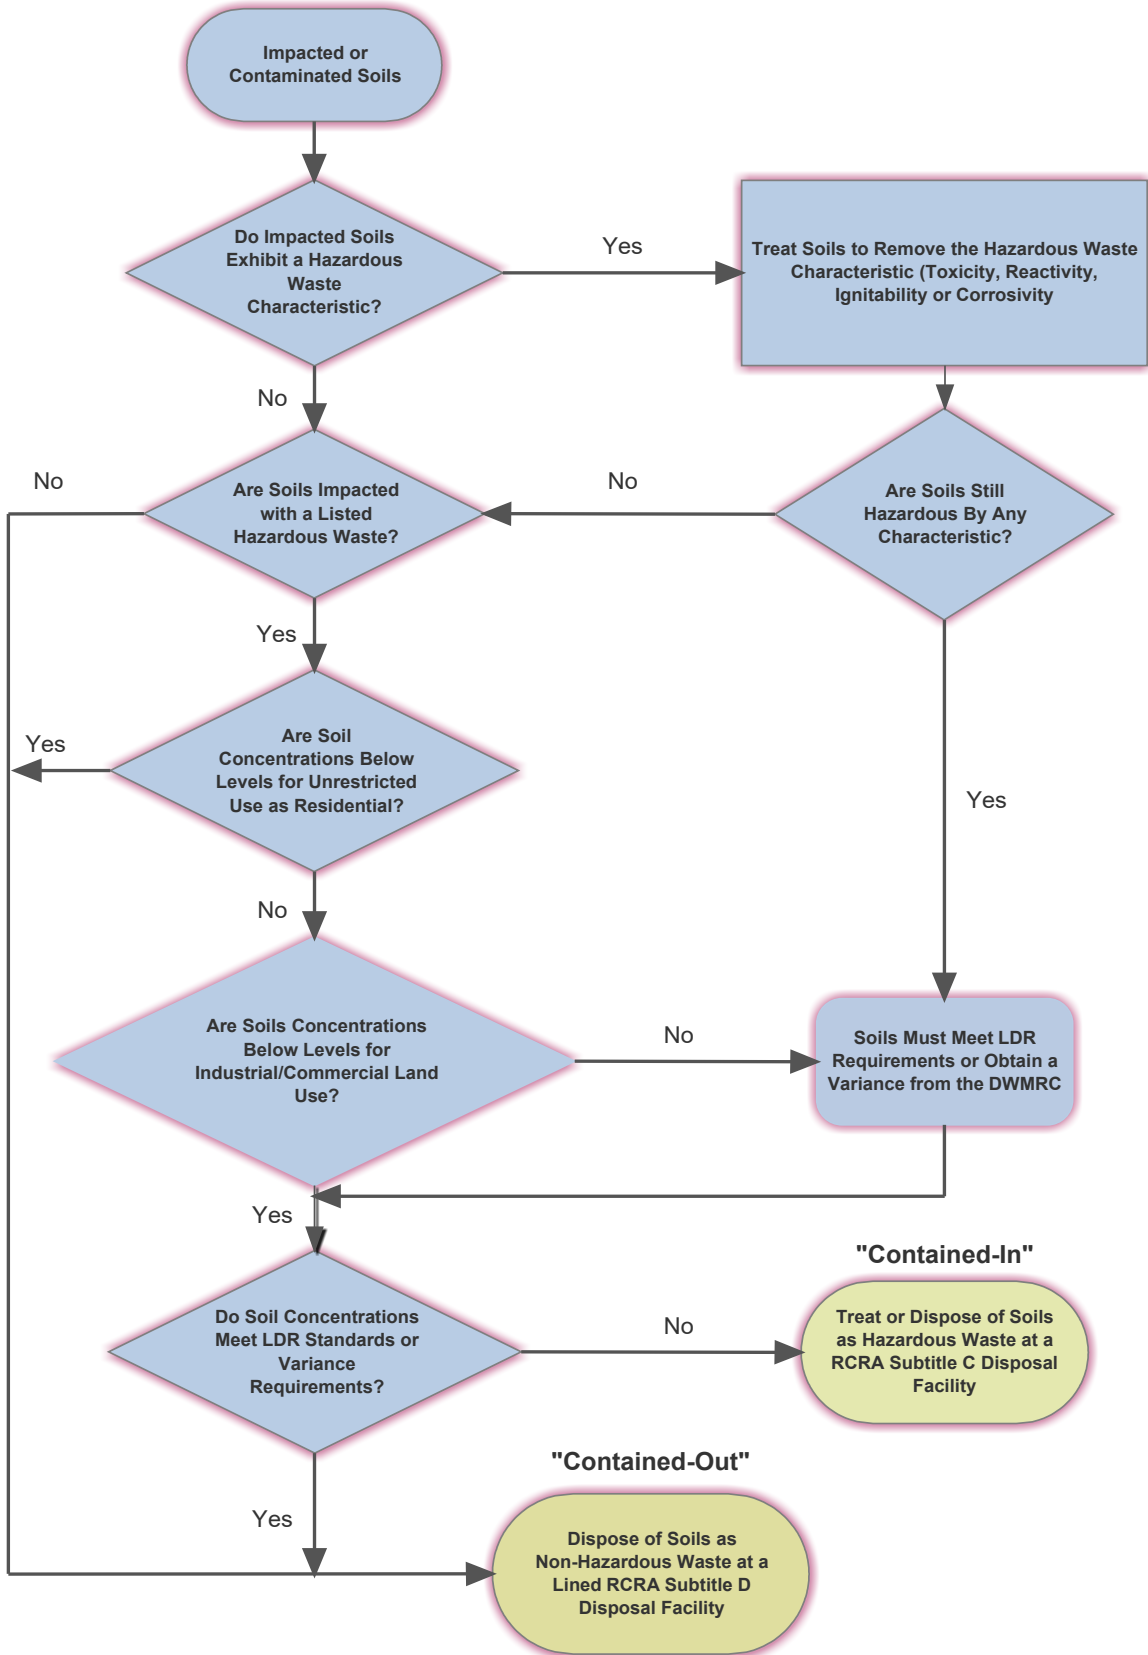 Impacted or
Contaminated Soils
Do Impacted Soils
Exhibit a Hazardous
Waste
Characteristic?
Yes
Treat Soils to Remove the Hazardous Waste
Characteristic (Toxicity, Reactivity,
Ignitability or Corrosivity
No
Are Soils Impacted
with a Listed
Hazardous Waste?
No
No
Are Soils Still
Hazardous By Any
Characteristic?
Yes
Are Soil
Concentrations Below
Levels for Unrestricted
Use as Residential?
Yes
Yes
No
Are Soils Concentrations
Below Levels for
Industrial/Commercial Land
Use?
No
Soils Must Meet LDR
Requirements or Obtain a
Variance from the DWMRC
Yes
Do Soil Concentrations
Meet LDR Standards or
Variance
Requirements?
No
"Contained-In"
Treat or Dispose of Soils
as Hazardous Waste at a
RCRA Subtitle C Disposal
Facility
Yes
"Contained-Out"
Dispose of Soils as
Non-Hazardous Waste at a
Lined RCRA Subtitle D
Disposal Facility